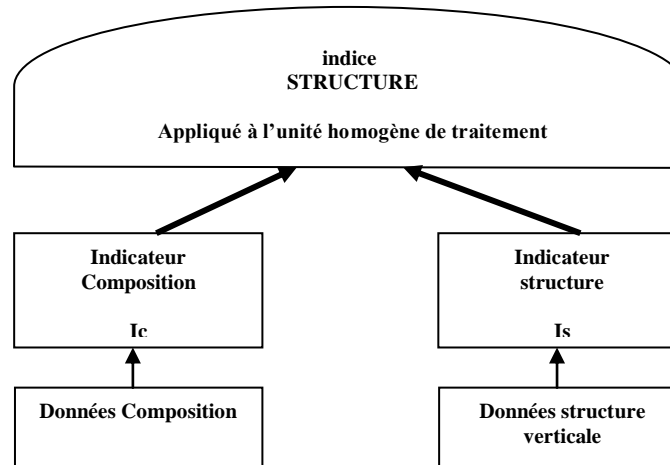 indice
STRUCTURE
Appliqué à l’unité homogène de traitement
Indicateur
Composition
Ic
Indicateur
structure
Is
Données Composition
Données structure
verticale